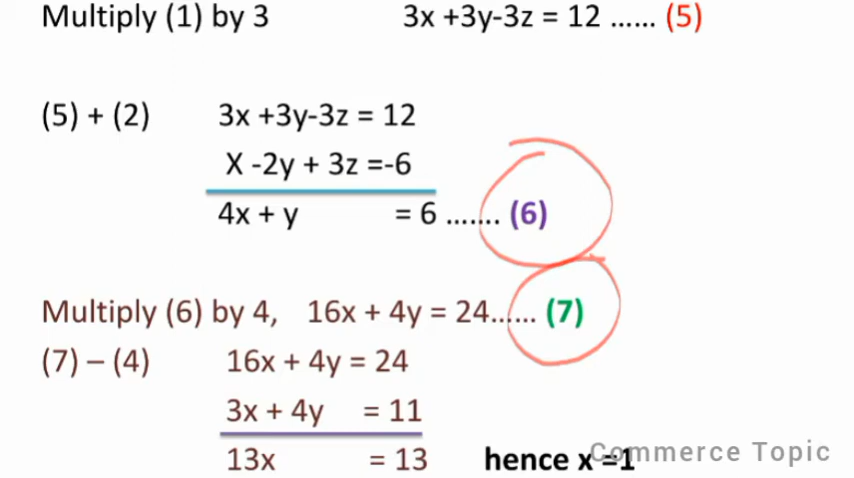 Multiply (1) by 3 3x +3y-3z = 12 ...... (5)
(5) + (2) 3x +3y-3z = 12
X -2y + 3z =-6
4x + y = 6 ....... (6)
Multiply (6) by 4, 16x + 4y = 24...... (7)
(7) – (4) 16x + 4y = 24
3x + 4y = 11
13x = 13 hence x =1
Commerce Topic